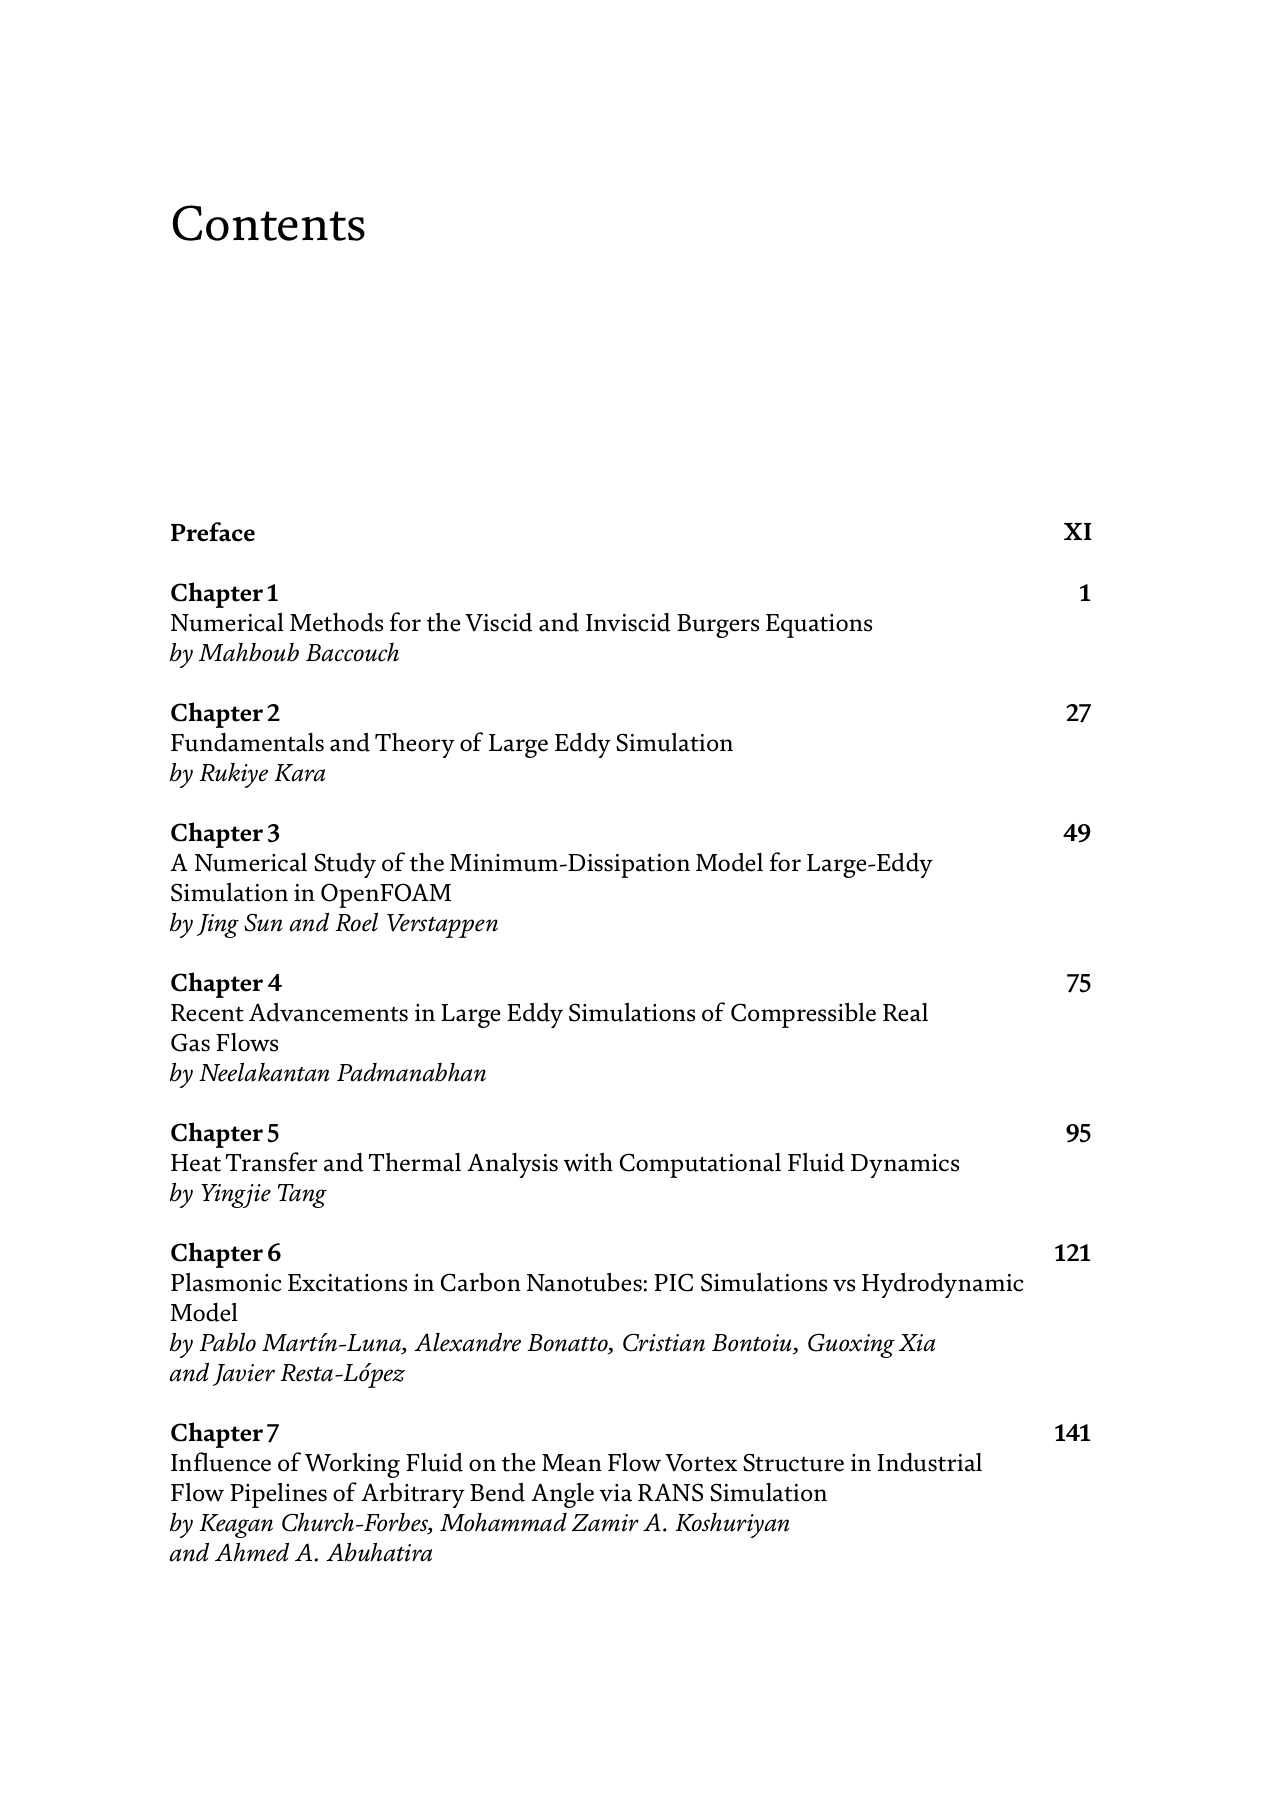 Contents
Preface XI
Chapter 1 1
Numerical Methods for the Viscid and Inviscid Burgers Equations
by Mahboub Baccouch
Chapter 2 27
Fundamentals and Theory of Large Eddy Simulation
by Rukiye Kara
Chapter 3 49
A Numerical Study of the Minimum-Dissipation Model for Large-Eddy
Simulation in OpenFOAM
by Jing Sun and Roel Verstappen
Chapter 4 75
Recent Advancements in Large Eddy Simulations of Compressible Real
Gas Flows
by Neelakantan Padmanabhan
Chapter 5 95
Heat Transfer and Thermal Analysis with Computational Fluid Dynamics
by Yingjie Tang
Chapter 6 121
Plasmonic Excitations in Carbon Nanotubes: PIC Simulations vs Hydrodynamic
Model
by Pablo Martín-Luna, Alexandre Bonatto, Cristian Bontoiu, Guoxing Xia
and Javier Resta-López
Chapter 7 141
Influence of Working Fluid on the Mean Flow Vortex Structure in Industrial
Flow Pipelines of Arbitrary Bend Angle via RANS Simulation
by Keagan Church-Forbes, Mohammad Zamir A. Koshuriyan
and Ahmed A. Abuhatira